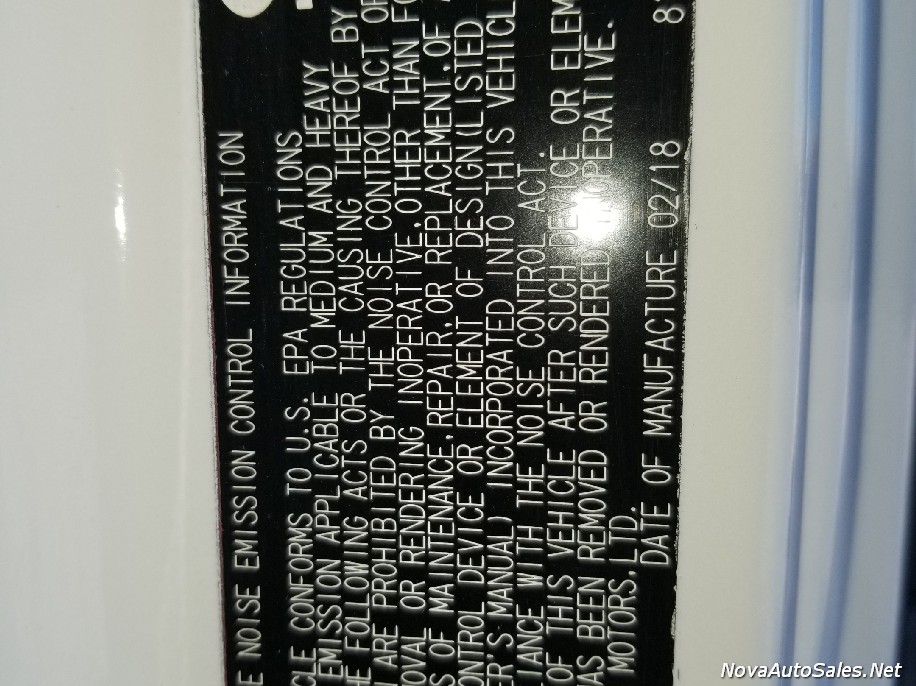 E NOISE EMISSION CONTROL INFORMATION
CLE CONFORMS TO U.S. EPA REGULATIONS
EMISSION APPLICABLE TO MEDIUM AND HEAVY
HE FOLLOWING ACTS OR THE CAUSING THEREOF BY
ARE PROHIBITED BY THE NOISE CONTROL ACT OF
OVAL OR RENDERING INOPERATIVE, OTHER THAN FO
S OF MAINTENANCE, REPAIR, OR REPLACEMENT, OF
ONTROL DEVICE OR ELEMENT OF DESIGN(LISTED
ER'S MANUAL) INCORPORATED INTO THIS VEHICL
IANCE WITH THE NOISE CONTROL ACT.
OF THIS VEHICLE AFTER SUCH DEVICE OR ELEM
AS BEEN REMOVED OR RENDERED INOPERATIVE.
MOTORS, LTD.
DATE OF MANUFACTURE 02/18 8
NovaAutoSales.Net